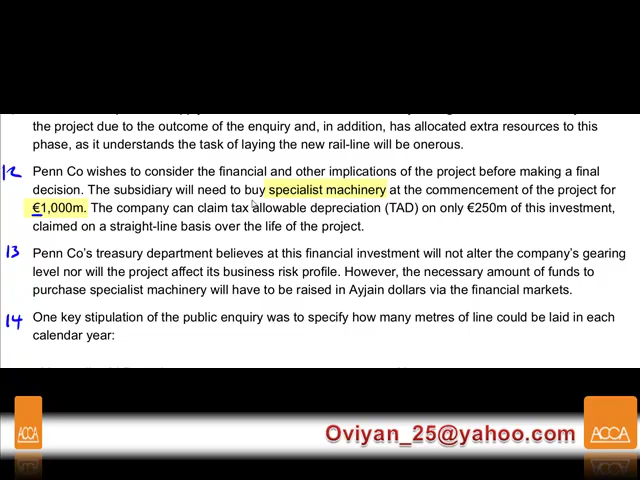 the project due to the outcome of the enquiry and, in addition, has allocated extra resources to this
phase, as it understands the task of laying the new rail-line will be onerous.
12 Penn Co wishes to consider the financial and other implications of the project before making a final
decision. The subsidiary will need to buy specialist machinery at the commencement of the project for
€1,000m. The company can claim tax allowable depreciation (TAD) on only €250m of this investment,
claimed on a straight-line basis over the life of the project.
13 Penn Co's treasury department believes at this financial investment will not alter the company's gearing
level nor will the project affect its business risk profile. However, the necessary amount of funds to
purchase specialist machinery will have to be raised in Ayjain dollars via the financial markets.
14 One key stipulation of the public enquiry was to specify how many metres of line could be laid in each
calendar year:
ACCA Oviyan_25@yahoo.com ACCA